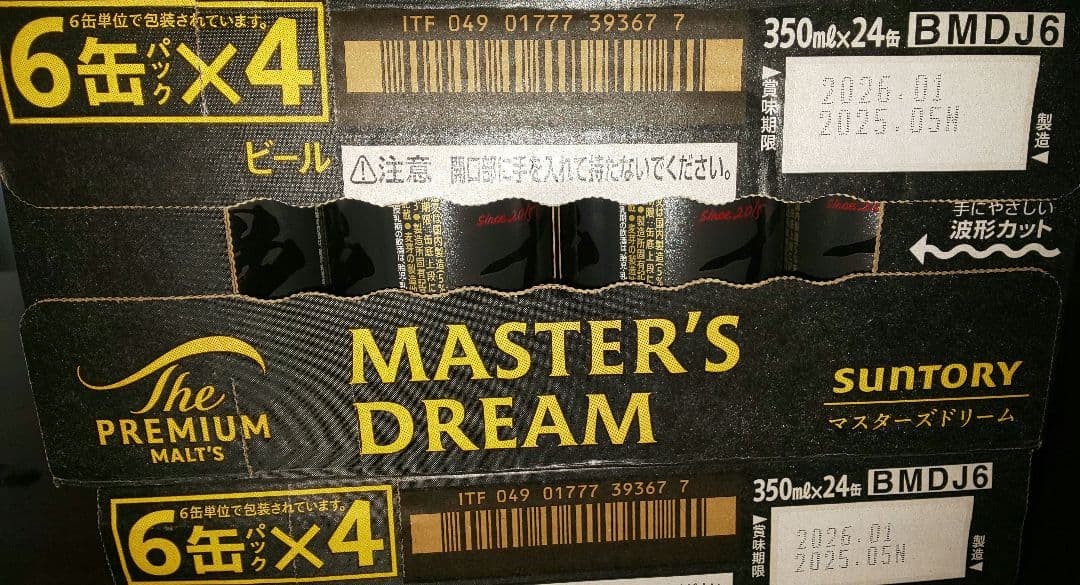 6缶単位で包装されています。
6缶パック×4
ITF 049 01777 39367 7
350ml×24缶 BMDJ6
▶賞味期限
2026.01
2025.05N
製造◀
ビール
⚠注意 開口部に手を入れて持たないでください。
手にやさしい
波形カット
since 2015
since 2015
The
PREMIUM
MALT'S
MASTER'S
DREAM
SUNTORY
マスターズドリーム
6缶単位で包装されています。
6缶パック×4
ITF 049 01777 39367 7
350ml×24缶 BMDJ6
▶賞味期限
2026.01
2025.05N
製造◀